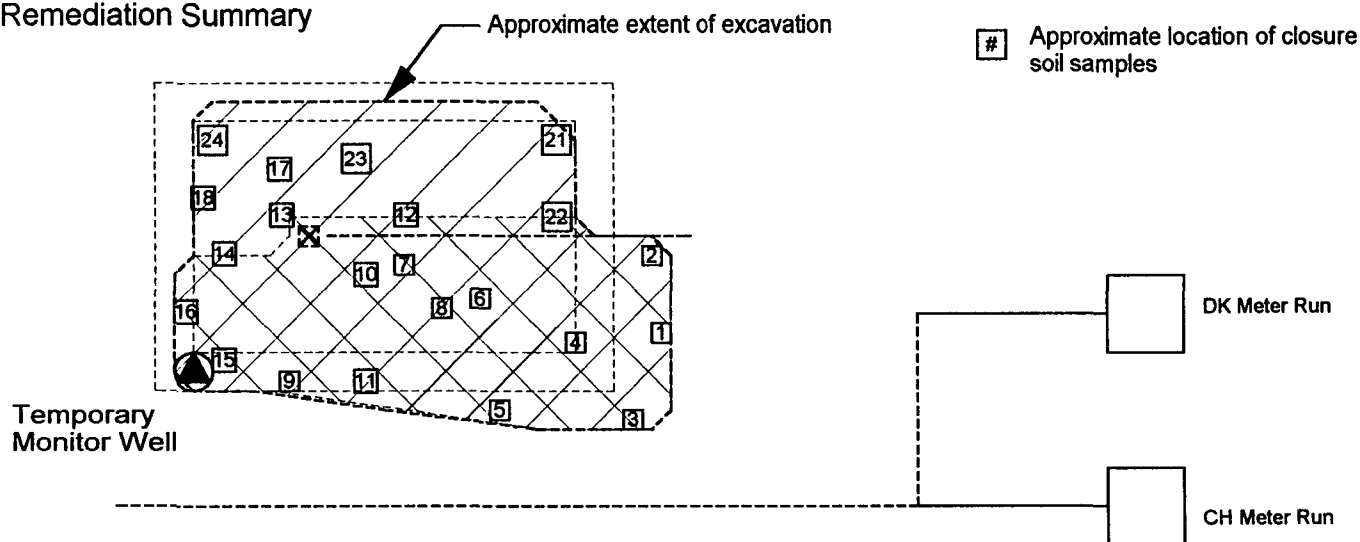 Remediation Summary
Approximate extent of excavation
#
Approximate location of closure
soil samples
24
21
23
17
18
13
12
22
14
2
7
10
6
8
16
1
4
15
9
11
5
3
Temporary
Monitor Well
DK Meter Run
CH Meter Run